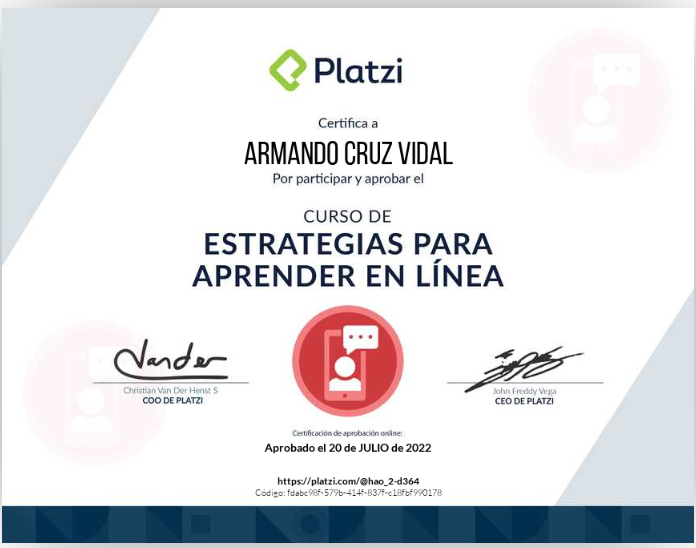 Platzi
Certifica a
ARMANDO CRUZ VIDAL
Por participar y aprobar el
CURSO DE
ESTRATEGIAS PARA
APRENDER EN LÍNEA
Christian Van Der Henst S
COO DE PLATZI
John Freddy Vega
CEO DE PLATZI
Certificación de aprobación online:
Aprobado el 20 de JULIO de 2022
https://platzi.com/@hao_2-d364
Código: fdabc98f-579b-414f-837f-c18fbf990178